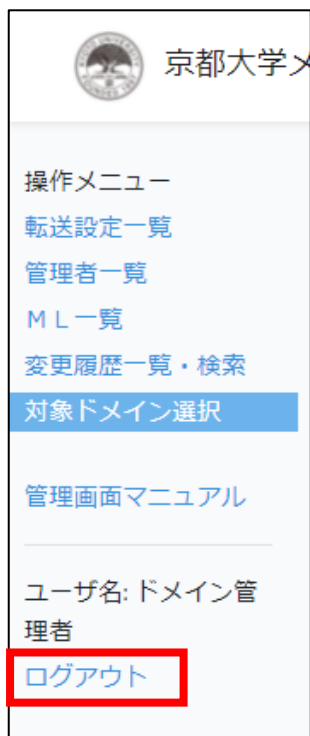 京都大学メ
操作メニュー
転送設定一覧
管理者一覧
ＭＬ一覧
変更履歴一覧・検索
対象ドメイン選択
管理画面マニュアル
ユーザ名: ドメイン管
理者
ログアウト